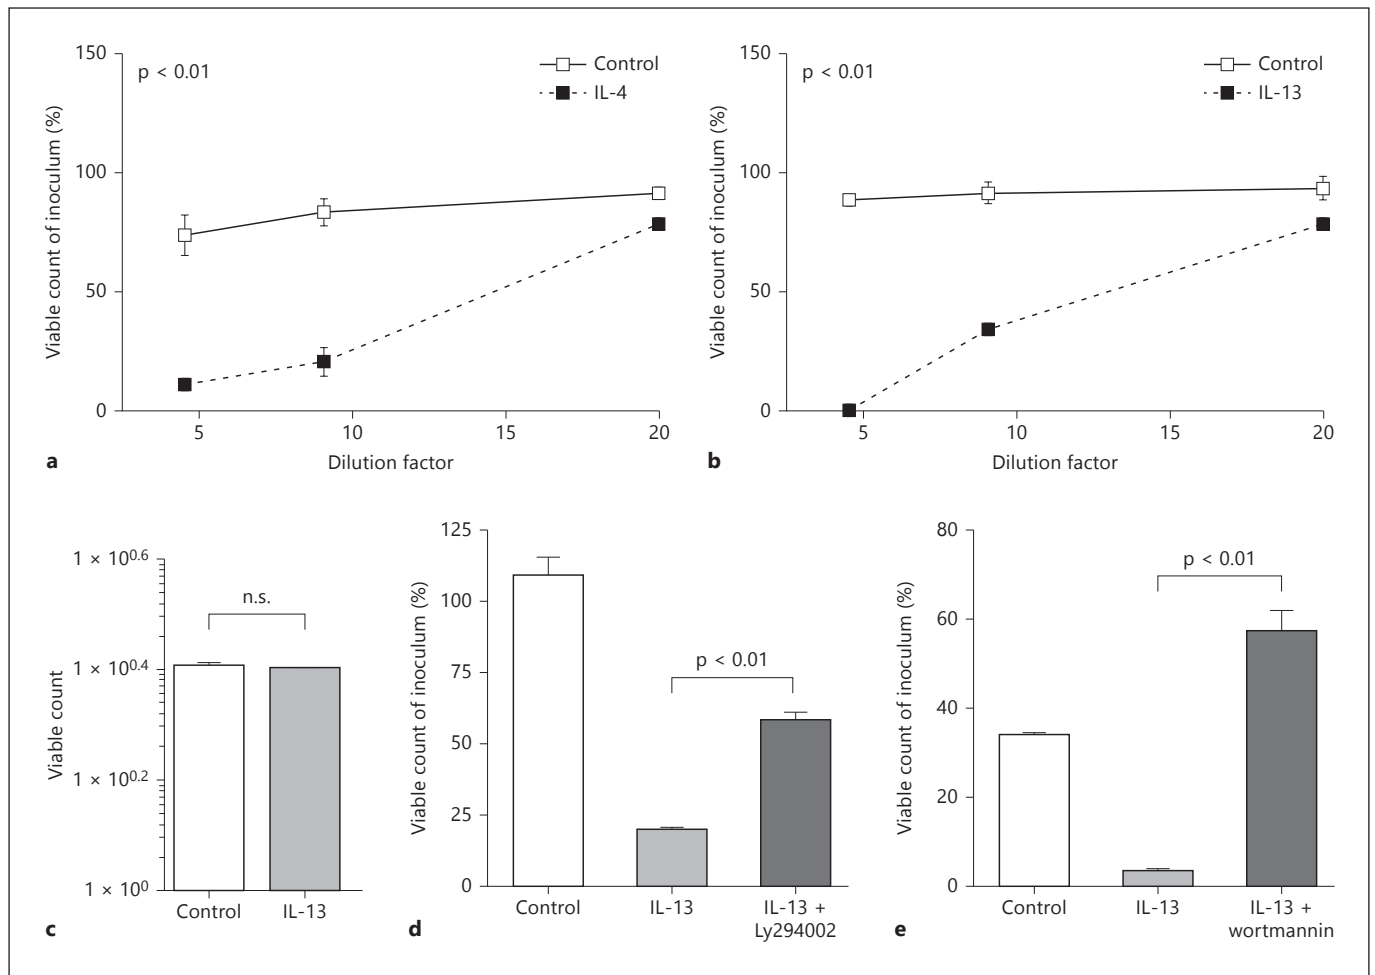 150
100
50
0
Viable count of inoculum (%)
p < 0.01
Control
IL-4
5
10
15
20
Dilution factor
a
150
100
50
0
Viable count of inoculum (%)
p < 0.01
Control
IL-13
5
10
15
20
Dilution factor
b
1 × 10^0.6
1 × 10^0.4
1 × 10^0.2
1 × 10^0
Viable count
n.s.
Control
IL-13
c
125
100
75
50
25
0
Viable count of inoculum (%)
p < 0.01
Control
IL-13
IL-13 +
Ly294002
d
80
60
40
20
0
Viable count of inoculum (%)
p < 0.01
Control
IL-13
IL-13 +
wortmannin
e